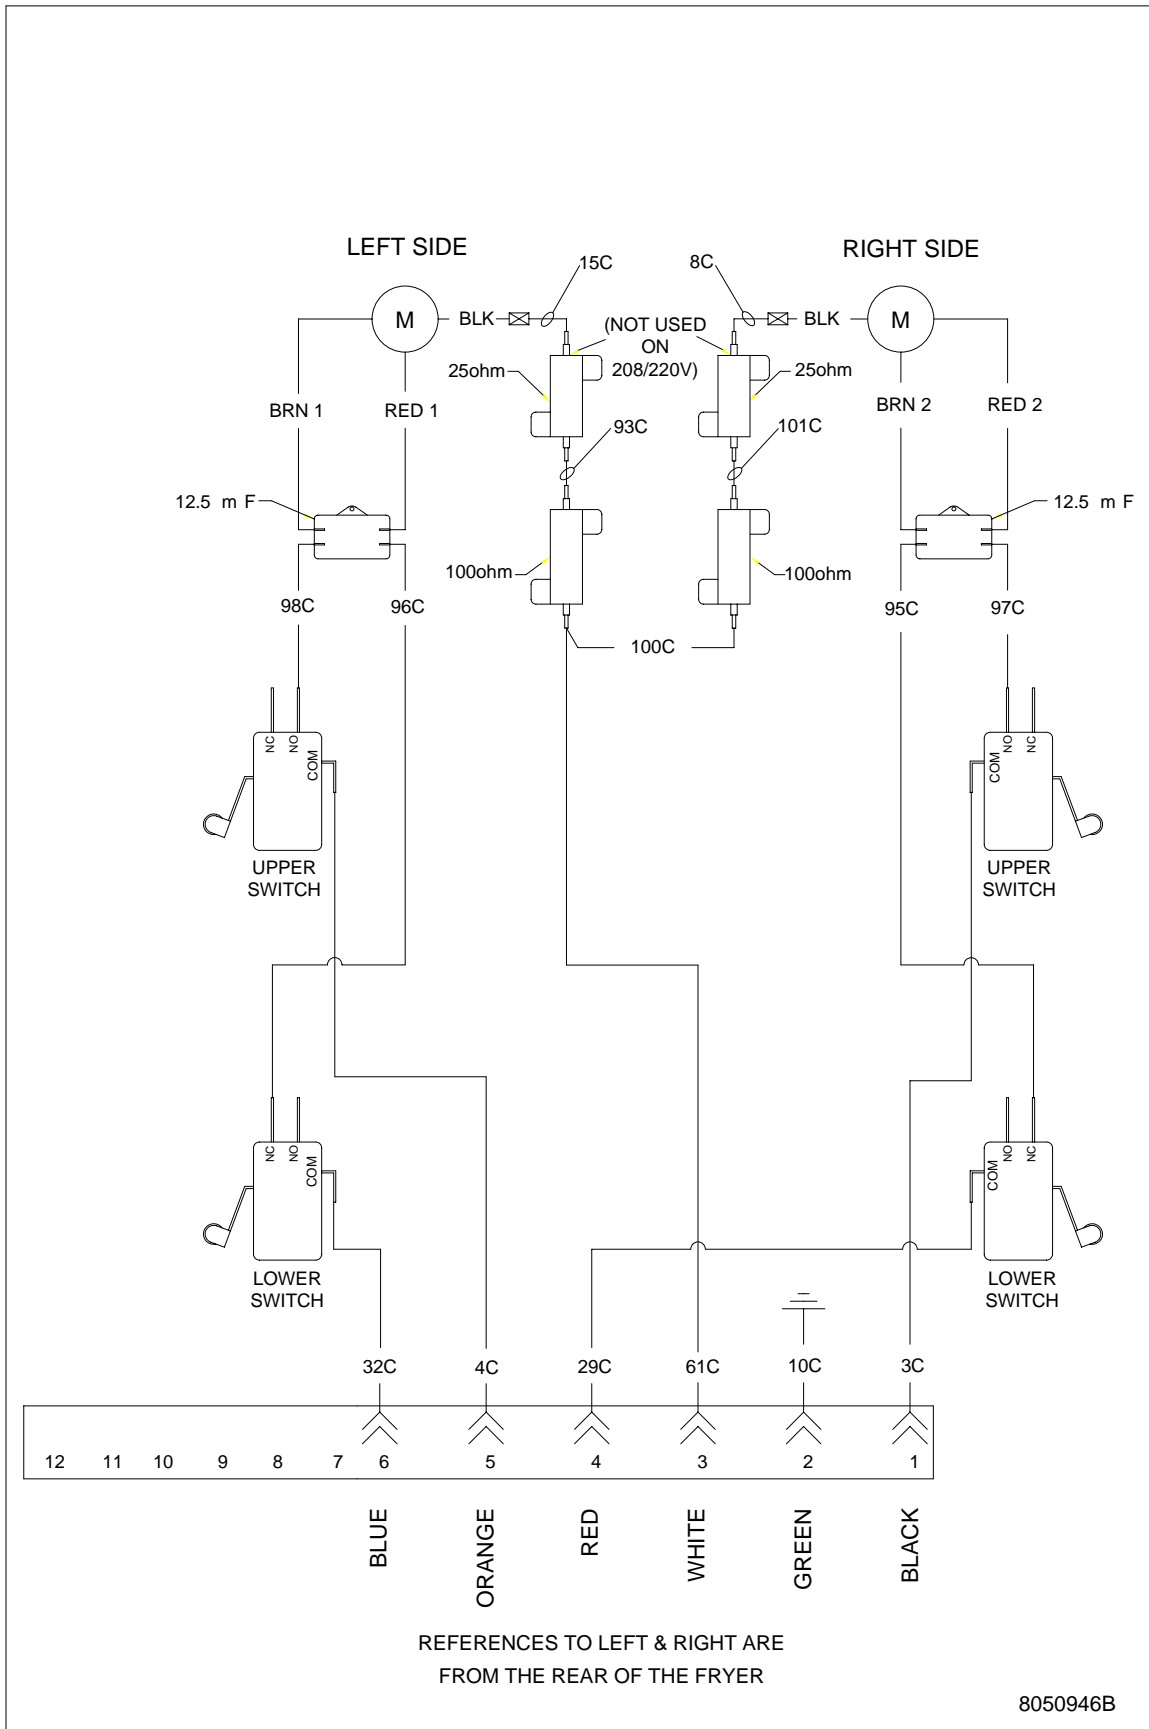 LEFT SIDE
RIGHT SIDE
15C
8C
M
BLK
BLK
M
(NOT USED
ON
208/220V)
25ohm
25ohm
BRN 1
RED 1
BRN 2
RED 2
93C
101C
12.5 m F
12.5 m F
100ohm
100ohm
98C
96C
95C
97C
100C
NC
NO
COM
UPPER
SWITCH
COM
NO
NC
UPPER
SWITCH
NC
NO
COM
LOWER
SWITCH
COM
NO
NC
LOWER
SWITCH
32C
4C
29C
61C
10C
3C
12 11 10 9 8 7 6 5 4 3 2 1
BLUE
ORANGE
RED
WHITE
GREEN
BLACK
REFERENCES TO LEFT & RIGHT ARE
FROM THE REAR OF THE FRYER
8050946B